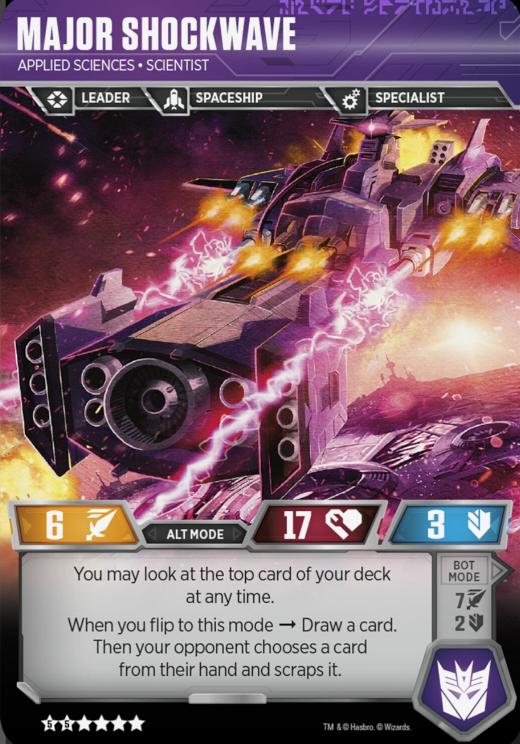 MAJOR SHOCKWAVE
APPLIED SCIENCES • SCIENTIST
LEADER SPACESHIP SPECIALIST
6 ALT MODE 17 3
You may look at the top card of your deck
at any time.
When you flip to this mode → Draw a card.
Then your opponent chooses a card
from their hand and scraps it.
BOT
MODE
7
2
TM & © Hasbro. © Wizards.